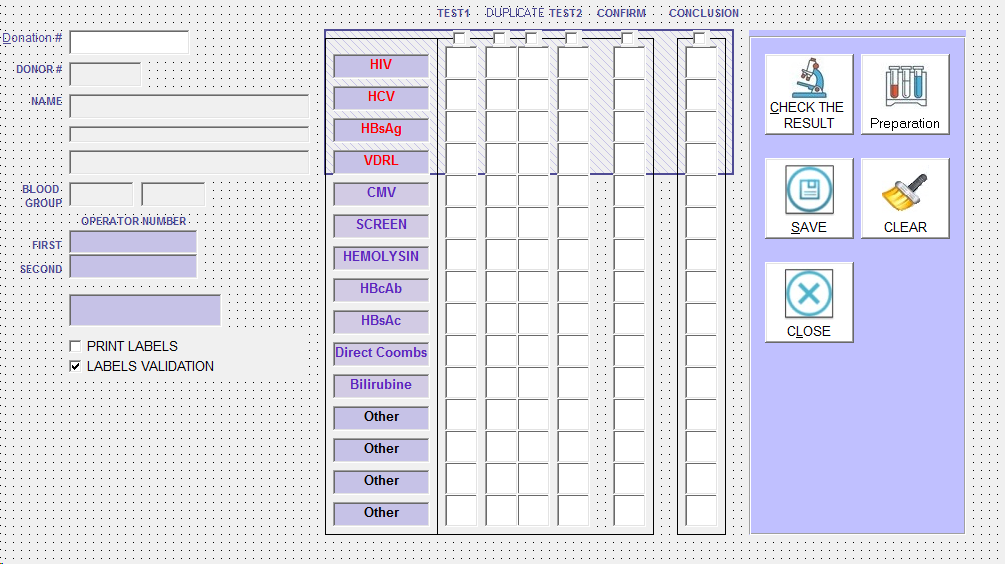 TEST1 DUPLICATE TEST2 CONFIRM CONCLUSION
Donation #
DONOR #
NAME
BLOOD
GROUP
OPERATOR NUMBER
FIRST
SECOND
PRINT LABELS
LABELS VALIDATION
HIV
HCV
HBsAg
VDRL
CMV
SCREEN
HEMOLYSIN
HBcAb
HBsAc
Direct Coombs
Bilirubine
Other
Other
Other
Other
CHECK THE
RESULT
Preparation
SAVE
CLEAR
CLOSE